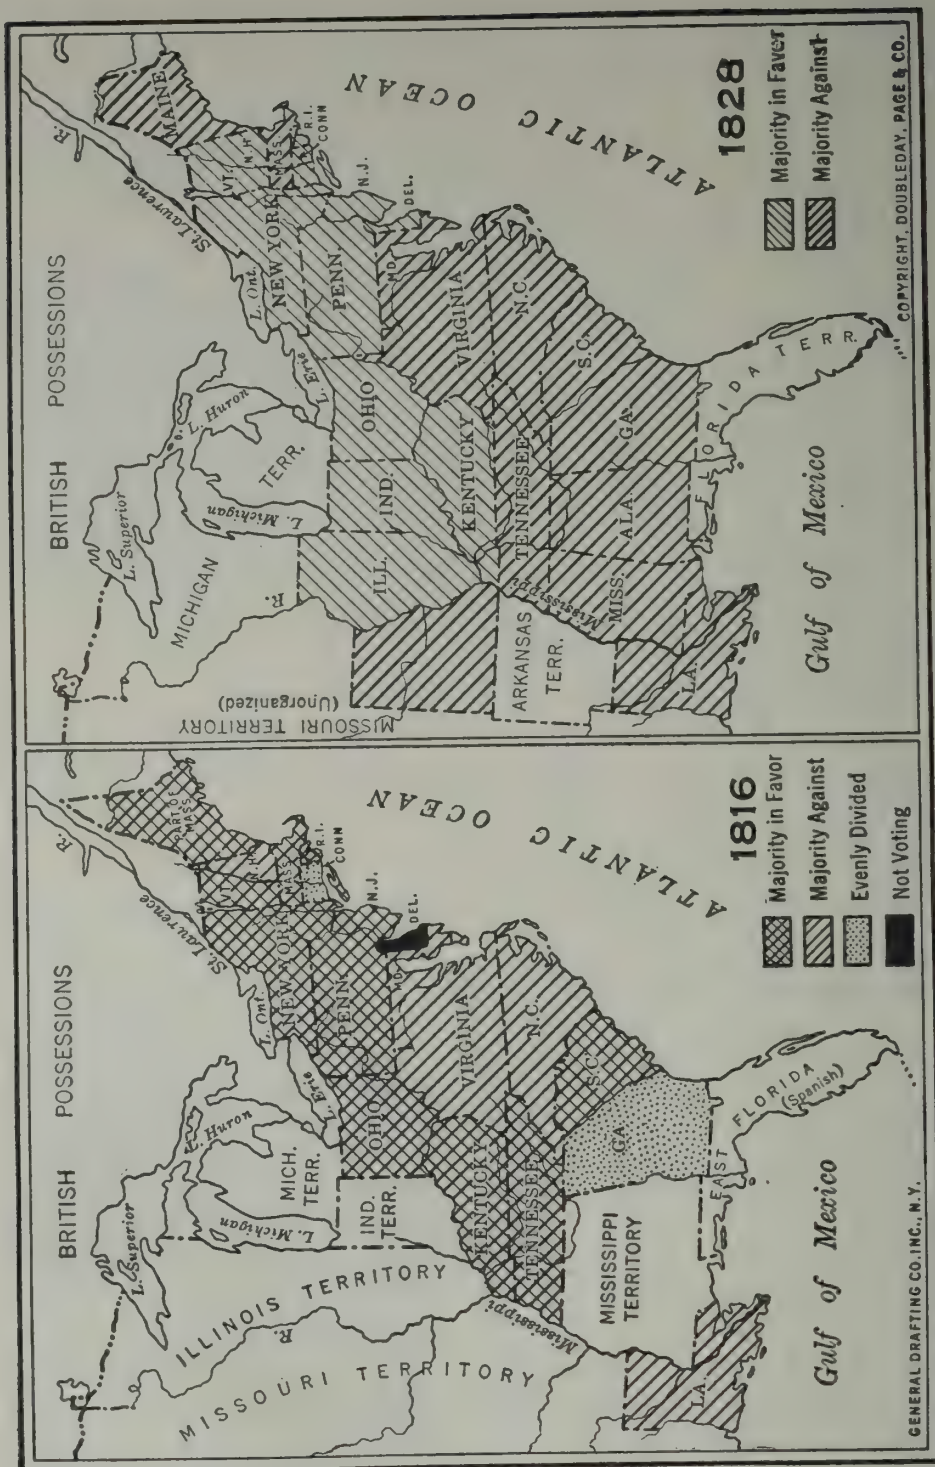 BRITISH POSSESSIONS
St. Lawrence
R.
L. Superior
L. Huron
L. Michigan
L. Erie
L. Ont.
MICH.
TERR.
IND.
TERR.
ILLINOIS TERRITORY
R.
MISSOURI TERRITORY
PART OF
MASS.
VT.
N.H.
MASS.
R.I.
CONN
NEW YORK
PENN.
N.J.
DEL.
MD.
OHIO
VIRGINIA
KENTUCKY
N.C.
TENNESSEE
S.C.
GA.
Mississippi
MISSISSIPPI
TERRITORY
LA.
EAST FLORIDA
(Spanish)
ATLANTIC OCEAN
Gulf of Mexico
1816
Majority in Favor
Majority Against
Evenly Divided
Not Voting
GENERAL DRAFTING CO.INC., N.Y.
BRITISH POSSESSIONS
St. Lawrence
R.
L. Superior
L. Huron
L. Michigan
L. Erie
L. Ont.
MICHIGAN TERR.
R.
MISSOURI TERRITORY
(Unorganized)
MAINE
VT.
N.H.
MASS.
R.I.
CONN
NEW YORK
PENN.
N.J.
DEL.
MD.
OHIO
IND.
ILL.
VIRGINIA
KENTUCKY
N.C.
TENNESSEE
S.C.
GA.
ALA.
MISS.
Mississippi
ARKANSAS
TERR.
LA.
FLORIDA TERR.
ATLANTIC OCEAN
Gulf of Mexico
1828
Majority in Favor
Majority Against
COPYRIGHT, DOUBLEDAY, PAGE & CO.